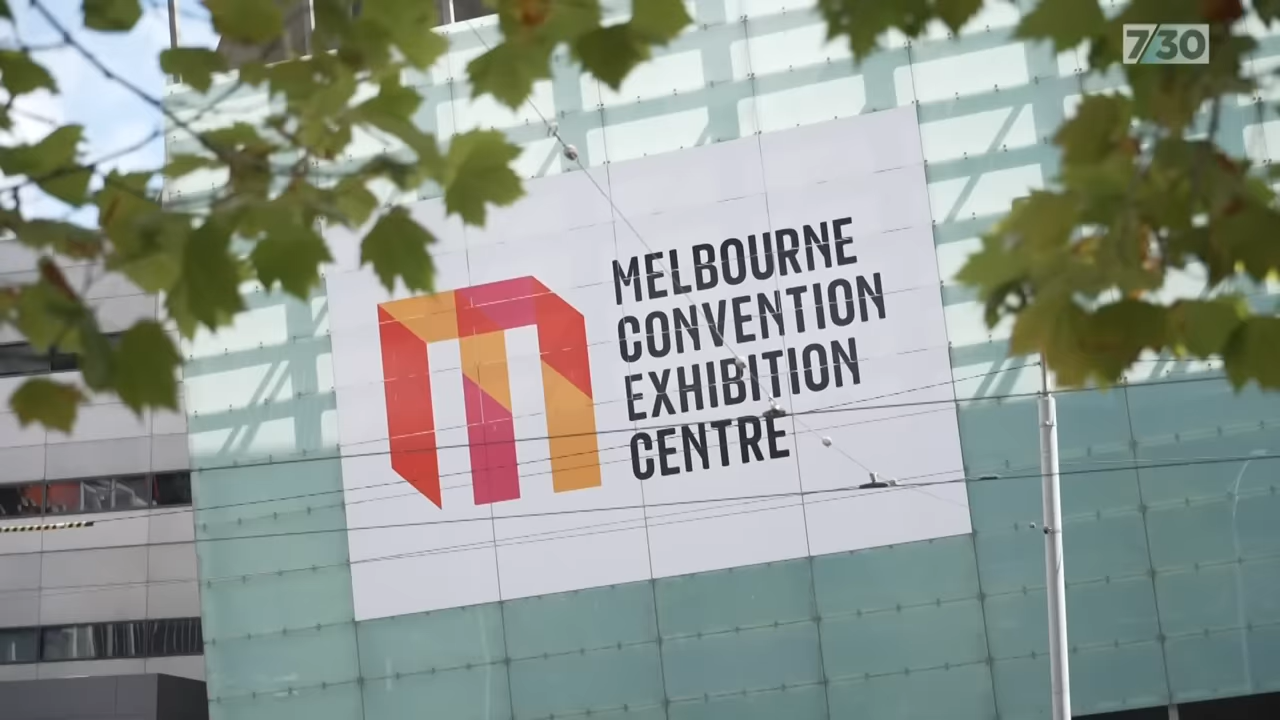 7/30
MELBOURNE
CONVENTION
EXHIBITION
CENTRE